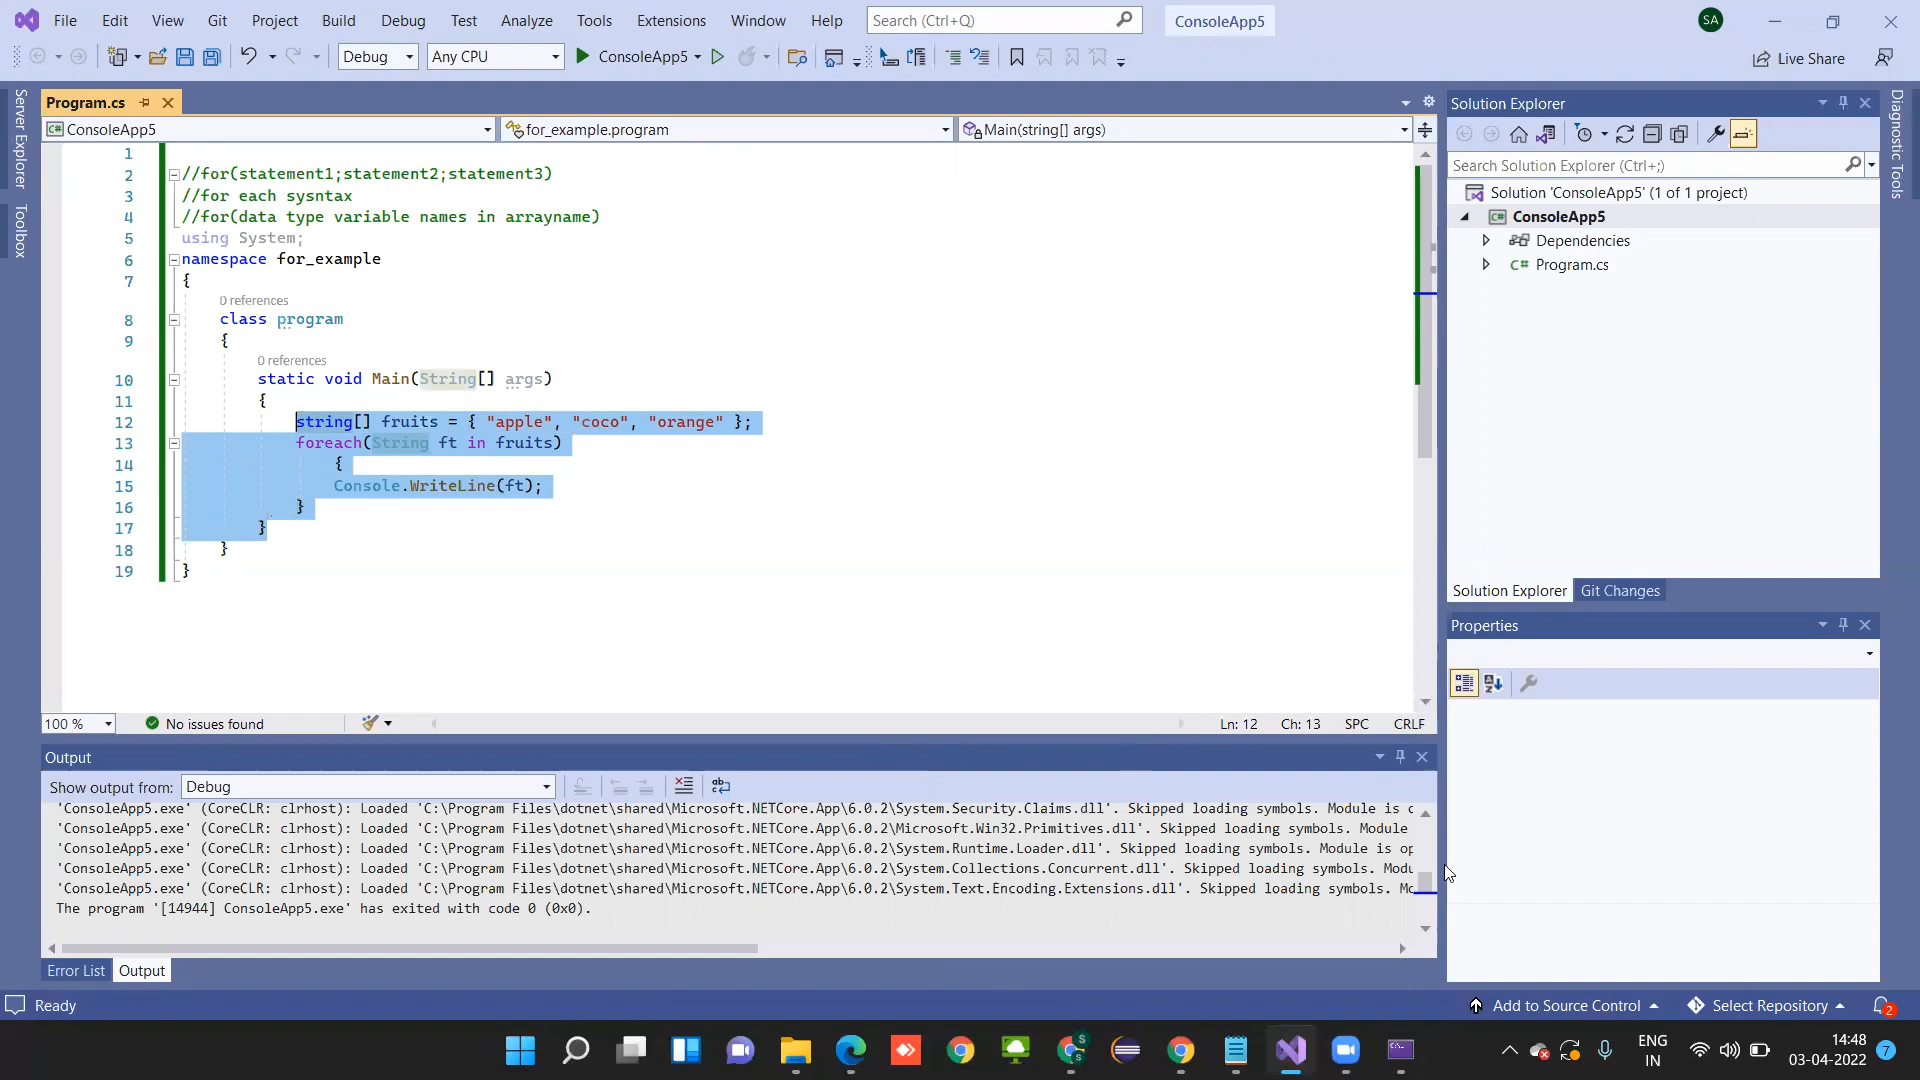 File Edit View Git Project Build Debug Test Analyze Tools Extensions Window Help Search (Ctrl+Q) ConsoleApp5 SA
Debug Any CPU ConsoleApp5 Live Share
Server Explorer
Toolbox
Program.cs
ConsoleApp5 for_example.program Main(string[] args)
1
2 //for(statement1;statement2;statement3)
3 //for each sysntax
4 //for(data type variable names in arrayname)
5 using System;
6 namespace for_example
7 {
0 references
8 class program
9 {
0 references
10 static void Main(String[] args)
11 {
12 string[] fruits = { "apple", "coco", "orange" };
13 foreach(String ft in fruits)
14 {
15 Console.WriteLine(ft);
16 }
17 }
18 }
19 }
100 % No issues found Ln: 12 Ch: 13 SPC CRLF
Output
Show output from: Debug
'ConsoleApp5.exe' (CoreCLR: clrhost): Loaded 'C:\Program Files\dotnet\shared\Microsoft.NETCore.App\6.0.2\System.Security.Claims.dll'. Skipped loading symbols. Module is
'ConsoleApp5.exe' (CoreCLR: clrhost): Loaded 'C:\Program Files\dotnet\shared\Microsoft.NETCore.App\6.0.2\Microsoft.Win32.Primitives.dll'. Skipped loading symbols. Module
'ConsoleApp5.exe' (CoreCLR: clrhost): Loaded 'C:\Program Files\dotnet\shared\Microsoft.NETCore.App\6.0.2\System.Runtime.Loader.dll'. Skipped loading symbols. Module is op
'ConsoleApp5.exe' (CoreCLR: clrhost): Loaded 'C:\Program Files\dotnet\shared\Microsoft.NETCore.App\6.0.2\System.Collections.Concurrent.dll'. Skipped loading symbols. Modu
'ConsoleApp5.exe' (CoreCLR: clrhost): Loaded 'C:\Program Files\dotnet\shared\Microsoft.NETCore.App\6.0.2\System.Text.Encoding.Extensions.dll'. Skipped loading symbols.
The program '[14944] ConsoleApp5.exe' has exited with code 0 (0x0).
Error List Output
Solution Explorer
Search Solution Explorer (Ctrl+;)
Solution 'ConsoleApp5' (1 of 1 project)
ConsoleApp5
Dependencies
C# Program.cs
Solution Explorer Git Changes
Properties
Diagnostic Tools
Ready Add to Source Control Select Repository 2
ENG
IN
14:48
03-04-2022
7